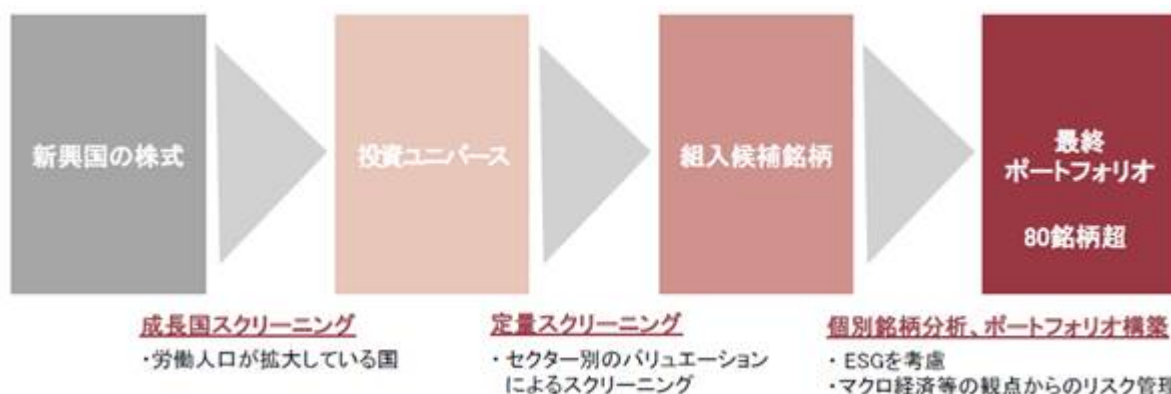 新興国の株式
投資ユニバース
組入候補銘柄
最終
ポートフォリオ
80銘柄超
成長国スクリーニング
・労働人口が拡大している国
定量スクリーニング
・セクター別のバリュエーション
によるスクリーニング
個別銘柄分析、ポートフォリオ構築
・ESGを考慮
・マクロ経済等の観点からのリスク管理